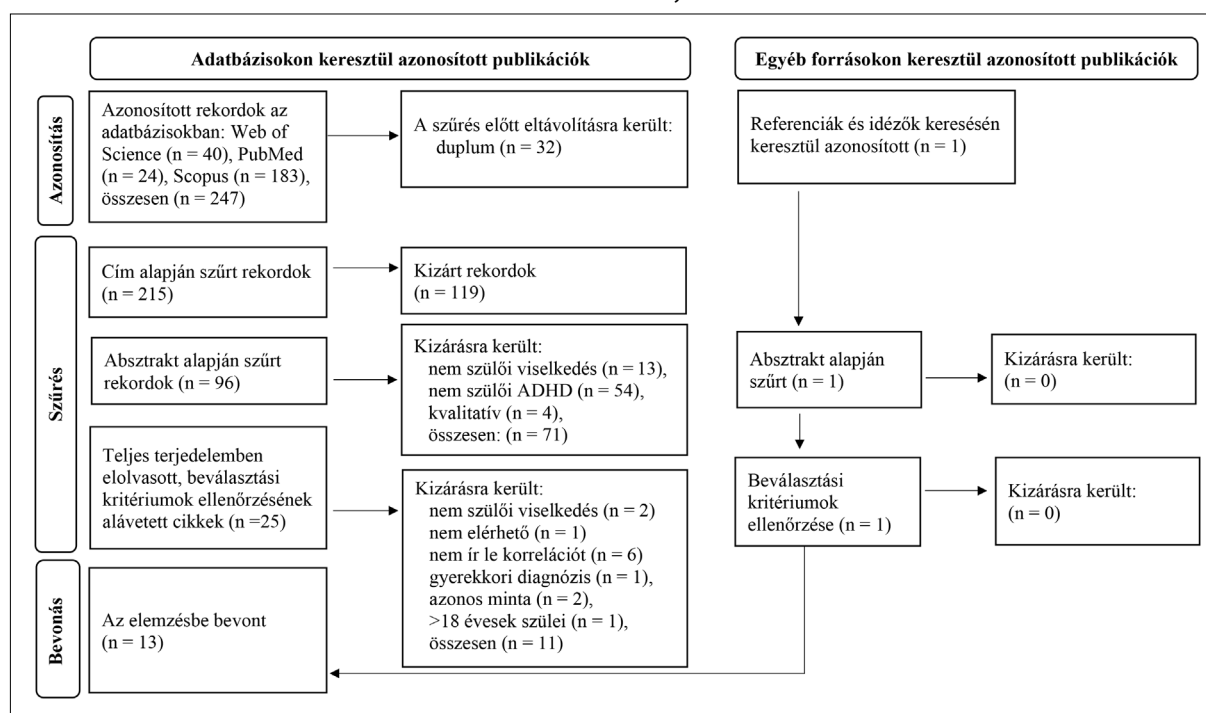 Adatbázisokon keresztül azonosított publikációk
Egyéb forrásokon keresztül azonosított publikációk
Azonosítás
Azonosított rekordok az
adatbázisokban: Web of
Science (n = 40), PubMed
(n = 24), Scopus (n = 183),
összesen (n = 247)
A szűrés előtt eltávolításra került:
duplum (n = 32)
Referenciák és idézők keresésén
keresztül azonosított (n = 1)
Szűrés
Cím alapján szűrt rekordok
(n = 215)
Kizárt rekordok
(n = 119)
Absztrakt alapján szűrt
rekordok (n = 96)
Kizárásra került:
nem szülői viselkedés (n = 13),
nem szülői ADHD (n = 54),
kvalitatív (n = 4),
összesen: (n = 71)
Absztrakt alapján
szűrt (n = 1)
Kizárásra került:
(n = 0)
Teljes terjedelemben
elolvasott, beválasztási
kritériumok ellenőrzésének
alávetett cikkek (n =25)
Kizárásra került:
nem szülői viselkedés (n = 2)
nem elérhető (n = 1)
nem ír le korrelációt (n = 6)
gyerekkori diagnózis (n = 1),
azonos minta (n = 2),
>18 évesek szülei (n = 1),
összesen (n = 11)
Beválasztási
kritériumok
ellenőrzése (n = 1)
Kizárásra került:
(n = 0)
Bevonás
Az elemzésbe bevont
(n = 13)